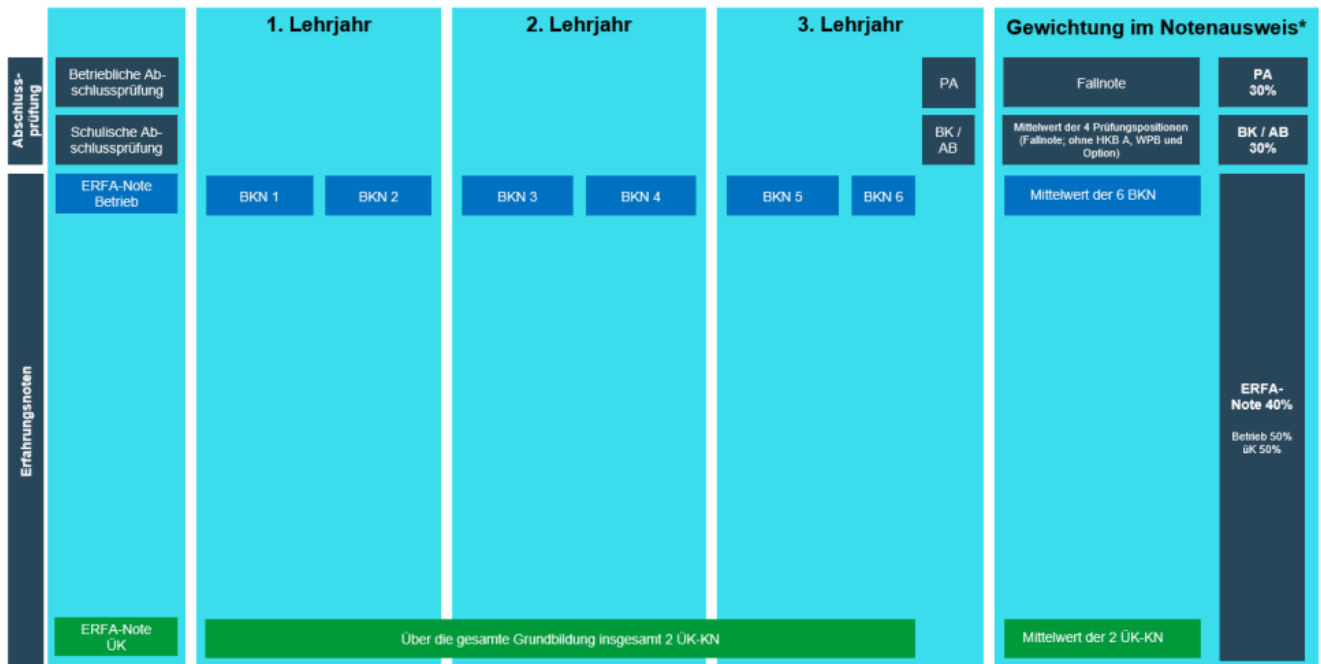 1. Lehrjahr
2. Lehrjahr
3. Lehrjahr
Gewichtung im Notenausweis*
Abschluss-
prüfung
Betriebliche Ab-
schlussprüfung
PA
Fallnote
PA
30%
Schulische Ab-
schlussprüfung
BK /
AB
Mittelwert der 4 Prüfungspositionen
(Fallnote; ohne HKB A, WPB und
Option)
BK / AB
30%
Erfahrungsnoten
ERFA-Note
Betrieb
BKN 1
BKN 2
BKN 3
BKN 4
BKN 5
BKN 6
Mittelwert der 6 BKN
ERFA-
Note 40%
Betrieb 50%
üK 50%
ERFA-Note
ÜK
Über die gesamte Grundbildung insgesamt 2 ÜK-KN
Mittelwert der 2 ÜK-KN